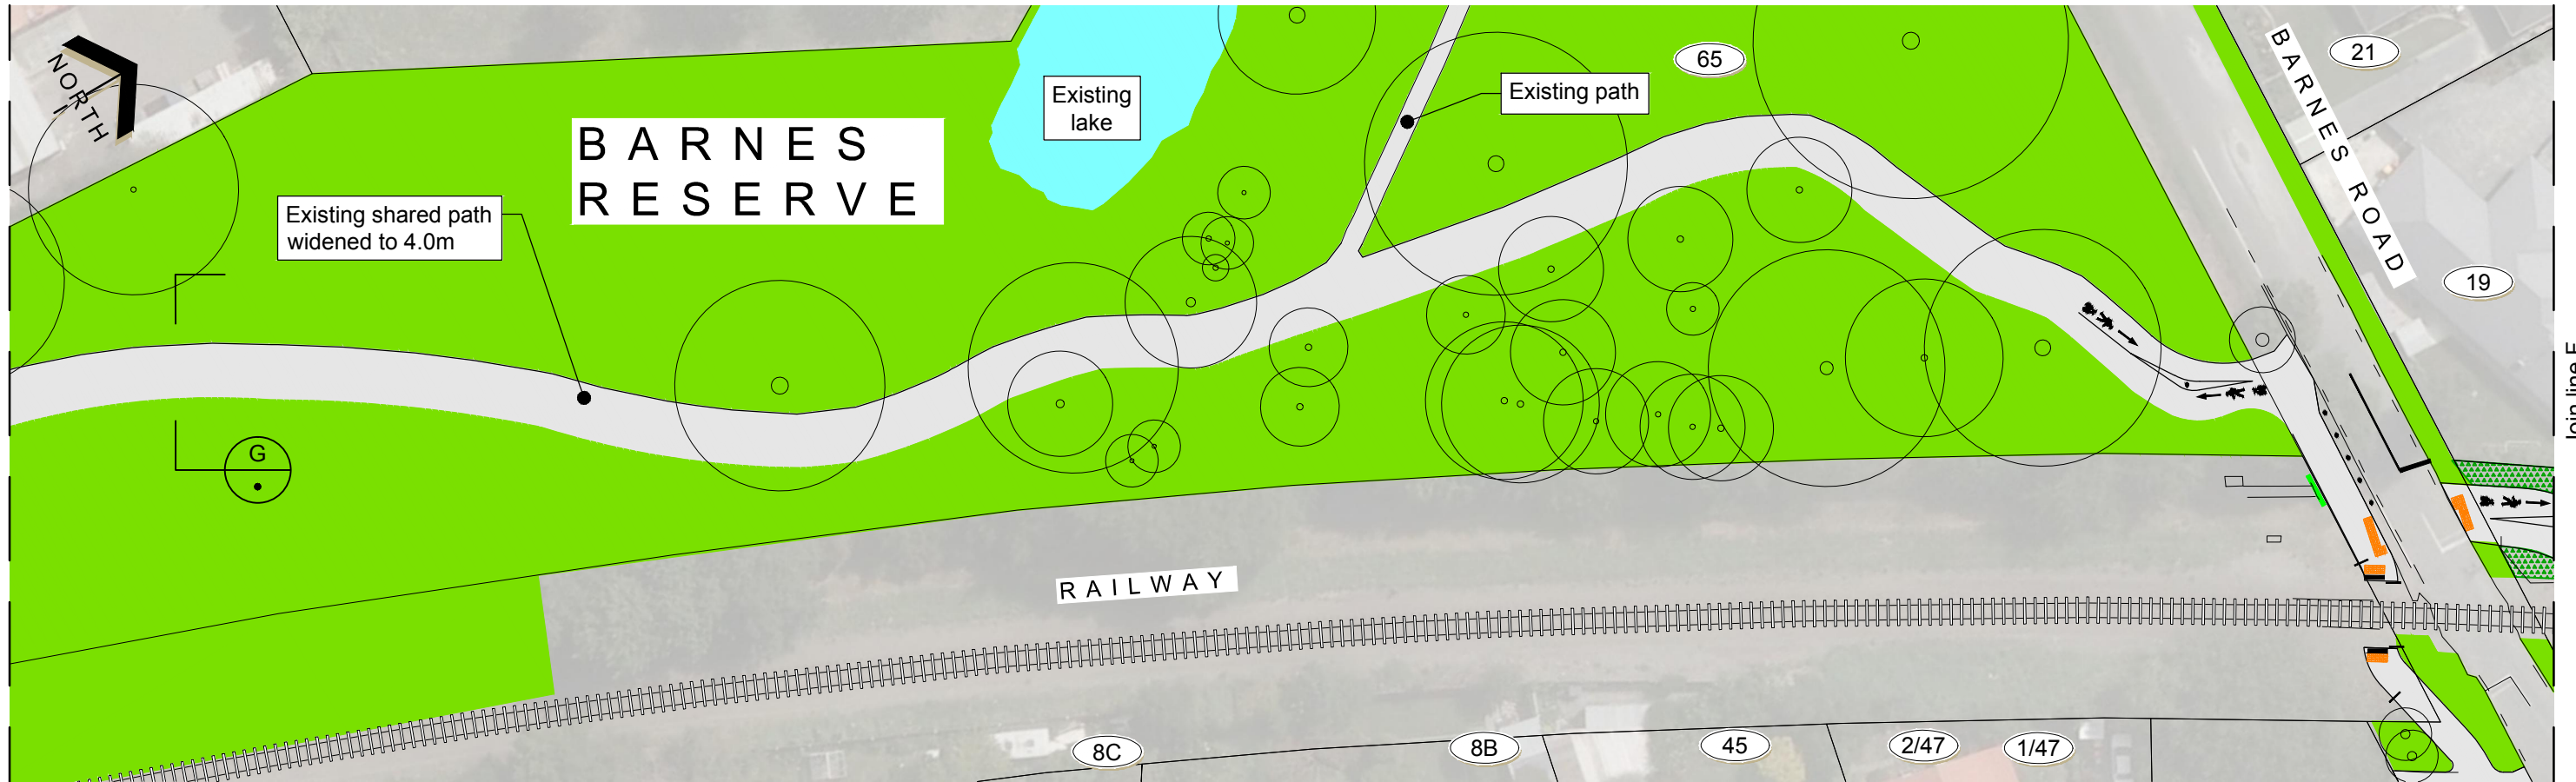 NORTH
BARNES
RESERVE
Existing
lake
Existing path
65
BARNES ROAD
21
19
Existing shared path
widened to 4.0m
G
RAILWAY
8C
8B
45
2/47
1/47